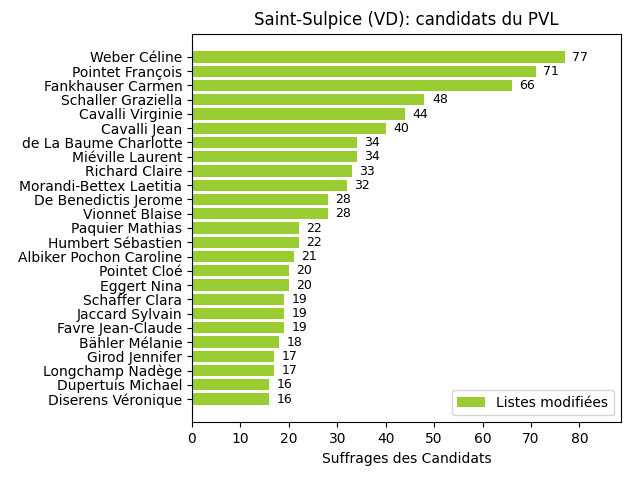 Saint-Sulpice (VD): candidats du PVL
Weber Céline 77
Pointet François 71
Fankhauser Carmen 66
Schaller Graziella 48
Cavalli Virginie 44
Cavalli Jean 40
de La Baume Charlotte 34
Miéville Laurent 34
Richard Claire 33
Morandi-Bettex Laetitia 32
De Benedictis Jerome 28
Vionnet Blaise 28
Paquier Mathias 22
Humbert Sébastien 22
Albiker Pochon Caroline 21
Pointet Cloé 20
Eggert Nina 20
Schaffer Clara 19
Jaccard Sylvain 19
Favre Jean-Claude 19
Bähler Mélanie 18
Girod Jennifer 17
Longchamp Nadège 17
Dupertuis Michael 16
Diserens Véronique 16
Listes modifiées
0 10 20 30 40 50 60 70 80
Suffrages des Candidats